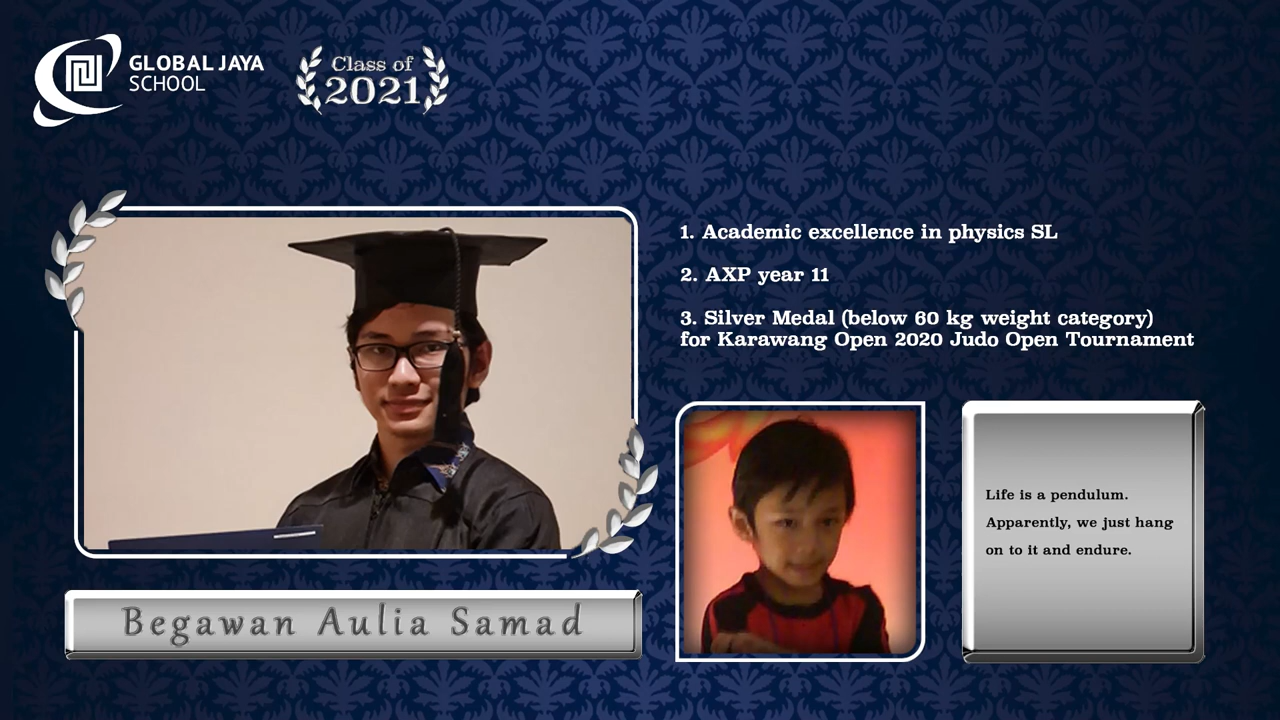 GLOBAL JAYA
SCHOOL
Class of
2021
1. Academic excellence in physics SL
2. AXP year 11
3. Silver Medal (below 60 kg weight category)
for Karawang Open 2020 Judo Open Tournament
Life is a pendulum.
Apparently, we just hang
on to it and endure.
Begawan Aulia Samad